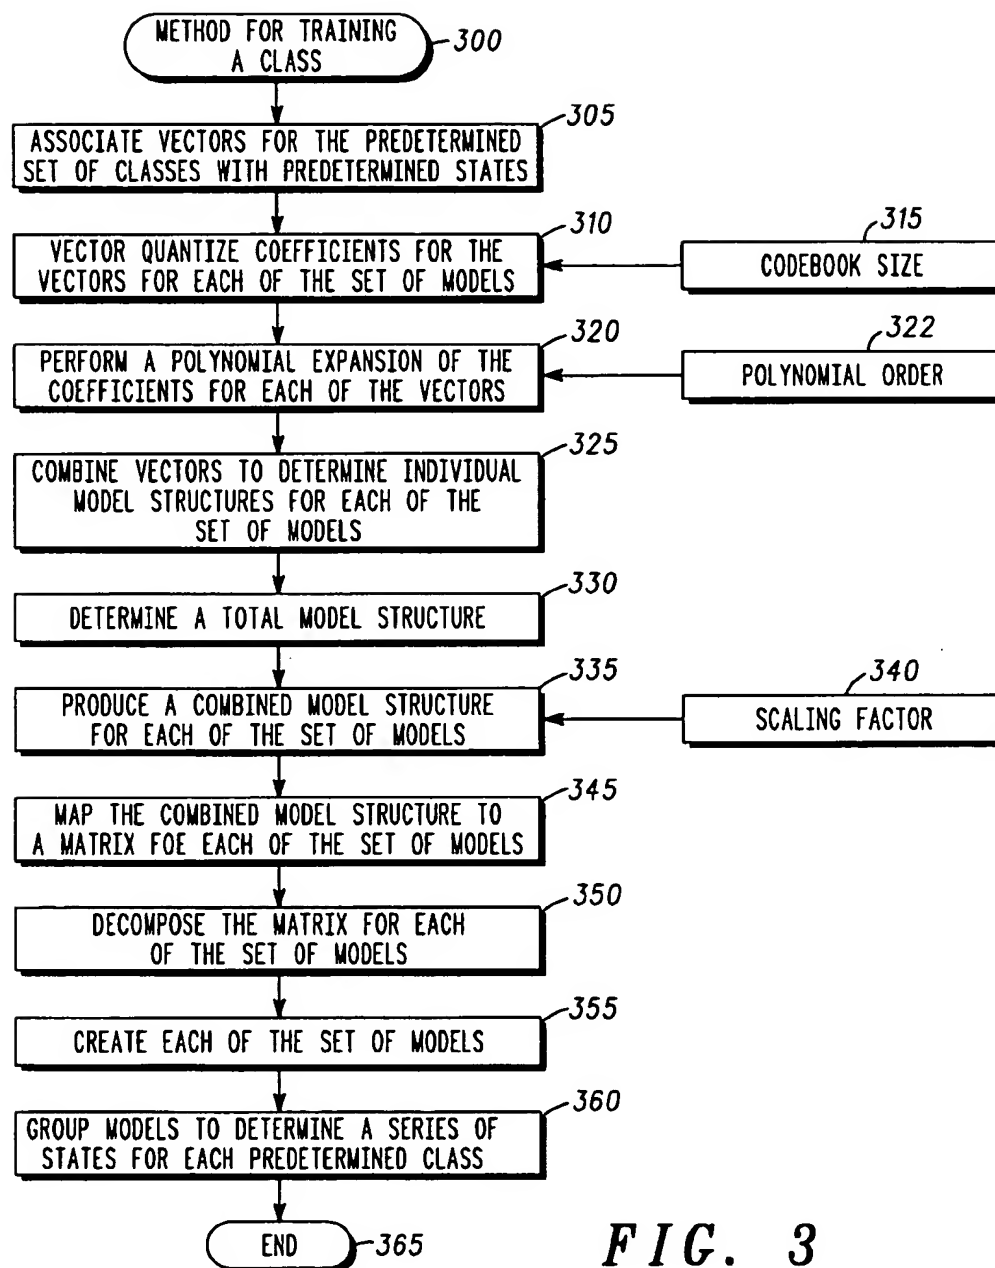 METHOD FOR TRAINING
A CLASS
300
305
ASSOCIATE VECTORS FOR THE PREDETERMINED
SET OF CLASSES WITH PREDETERMINED STATES
310
VECTOR QUANTIZE COEFFICIENTS FOR THE
VECTORS FOR EACH OF THE SET OF MODELS
315
CODEBOOK SIZE
320
PERFORM A POLYNOMIAL EXPANSION OF THE
COEFFICIENTS FOR EACH OF THE VECTORS
322
POLYNOMIAL ORDER
325
COMBINE VECTORS TO DETERMINE INDIVIDUAL
MODEL STRUCTURES FOR EACH OF THE
SET OF MODELS
330
DETERMINE A TOTAL MODEL STRUCTURE
335
PRODUCE A COMBINED MODEL STRUCTURE
FOR EACH OF THE SET OF MODELS
340
SCALING FACTOR
345
MAP THE COMBINED MODEL STRUCTURE TO
A MATRIX FOE EACH OF THE SET OF MODELS
350
DECOMPOSE THE MATRIX FOR EACH
OF THE SET OF MODELS
355
CREATE EACH OF THE SET OF MODELS
360
GROUP MODELS TO DETERMINE A SERIES OF
STATES FOR EACH PREDETERMINED CLASS
END
365
FIG. 3